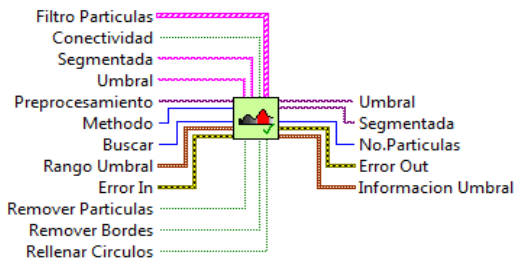 Filtro Particulas
Conectividad
Segmentada
Umbral
Preprocesamiento
Methodo
Buscar
Rango Umbral
Error In
Remover Particulas
Remover Bordes
Rellenar Circulos
Umbral
Segmentada
No.Particulas
Error Out
Informacion Umbral